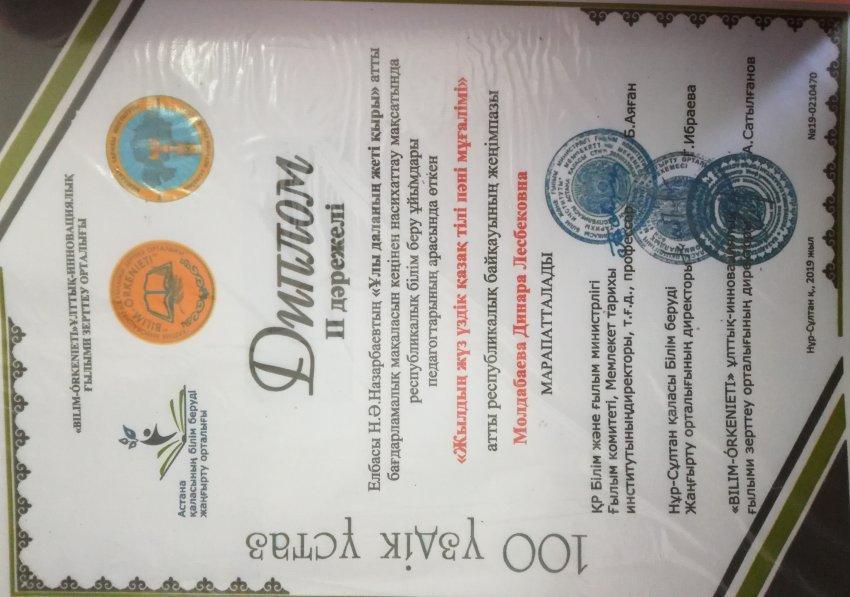 «BILIM-ÓRKENIETI»ҰЛТТЫҚ-ИННОВАЦИЯЛЫҚ
ҒЫЛЫМИ ЗЕРТТЕУ ОРТАЛЫҒЫ
Астана
қаласының білім беруді
жаңғырту орталығы
"BILIM-ÓRKENIETI"
100 үздік ұстаз
Диплом
ІІ дәрежелі
Елбасы Н.Ә.Назарбаевтың «Ұлы даланың жеті қыры» атты
бағдарламалық мақаласын кеңінен насихаттау мақсатында
республикалық білім беру ұйымдары
педагогтарының арасында өткен
«Жылдың жүз үздік қазақ тілі пәні мұғалімі»
атты республикалық байқауының жеңімпазы
Молдабаева Динара Лесбековна
МАРАПАТТАЛАДЫ
ҚР Білім және ғылым министрлігі
Ғылым комитеті, Мемлекет тарихы
институтыныңдиректоры, т.ғ.д., профессор Б.Аяған
Нұр-Сұлтан қаласы Білім беруді
Жаңғырту орталығының директоры Г.Ибраева
«BILIM-ÓRKENIETI» ұлттық-инновациялық
ғылыми зерттеу орталығының директоры А.Сатылғанов
Нұр-Сұлтан қ., 2019 жыл
№19-0210470